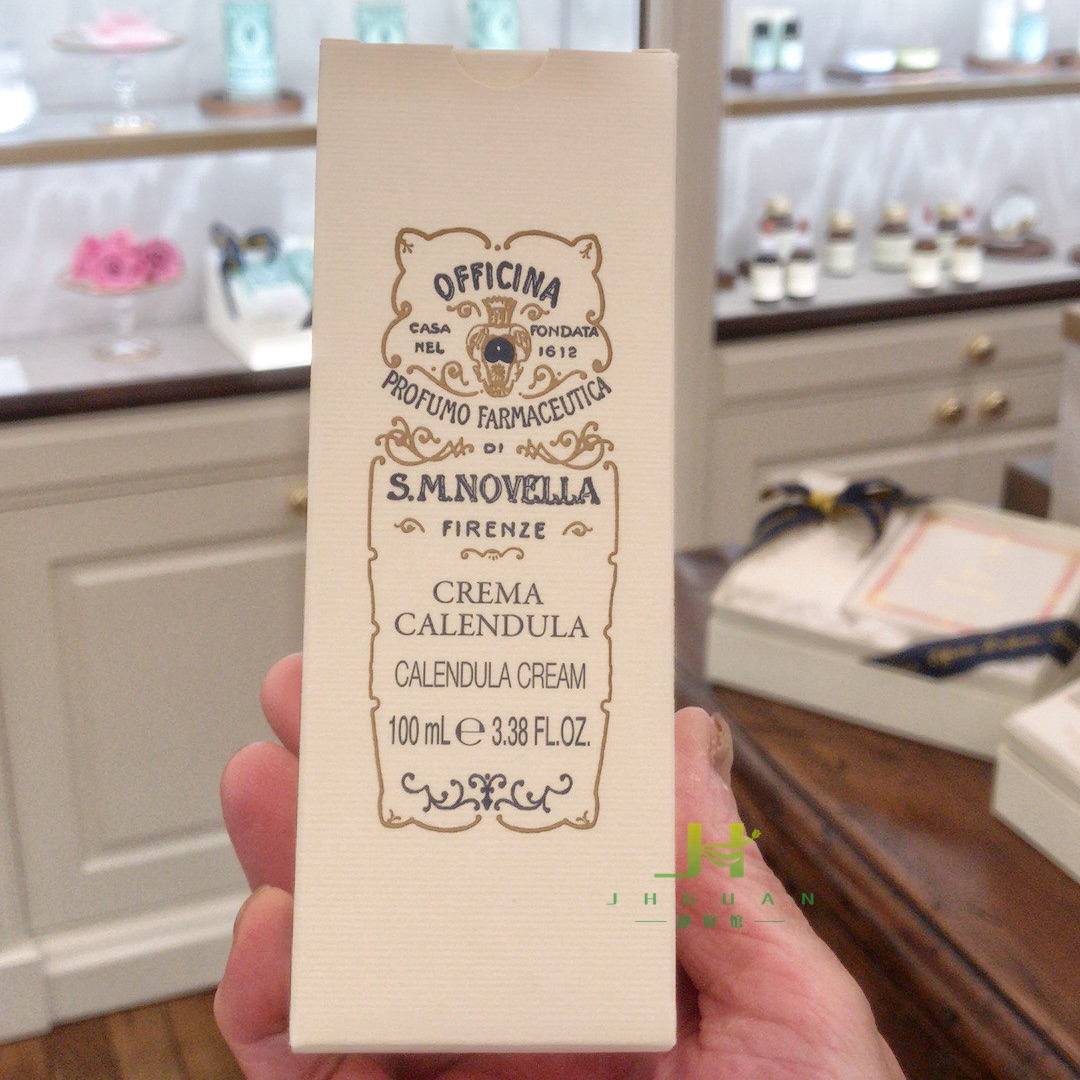 OFFICINA
CASA NEL
FONDATA 1612
PROFUMO FARMACEUTICA
DI
S.M.NOVELLA
FIRENZE
CREMA
CALENDULA
CALENDULA CREAM
100 mL ℮ 3.38 FL.OZ.
JH